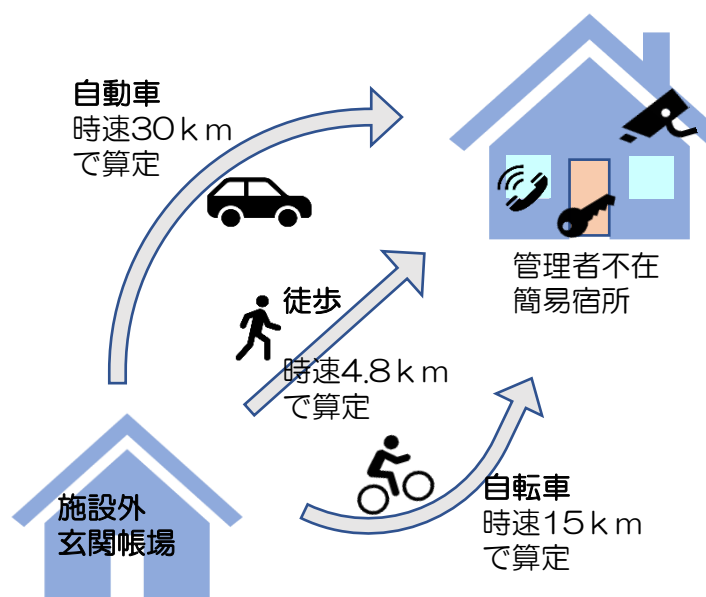 自動車
時速30ｋｍ
で算定
管理者不在
簡易宿所
徒歩
時速4.8ｋｍ
で算定
施設外
玄関帳場
自転車
時速15ｋｍ
で算定